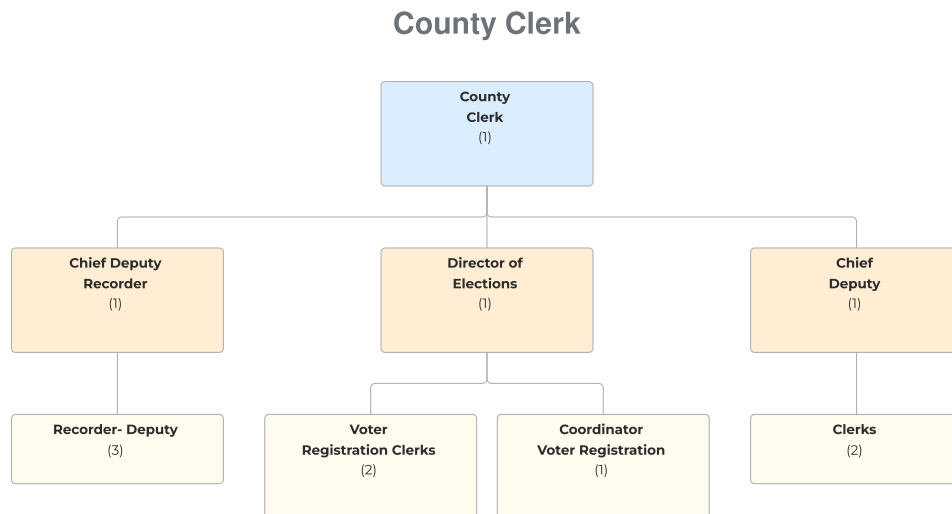 County Clerk
County
Clerk
(1)
Chief Deputy
Recorder
(1)
Director of
Elections
(1)
Chief
Deputy
(1)
Recorder- Deputy
(3)
Voter
Registration Clerks
(2)
Coordinator
Voter Registration
(1)
Clerks
(2)